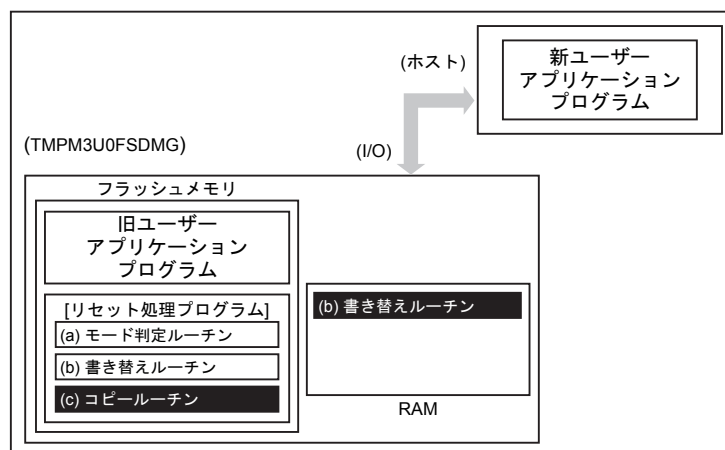 (ホスト)
新ユーザー
アプリケーション
プログラム
(TMPM3U0FSDMG)
(I/O)
フラッシュメモリ
旧ユーザー
アプリケーション
プログラム
[リセット処理プログラム]
(a) モード判定ルーチン
(b) 書き替えルーチン
(c) コピールーチン
(b) 書き替えルーチン
RAM